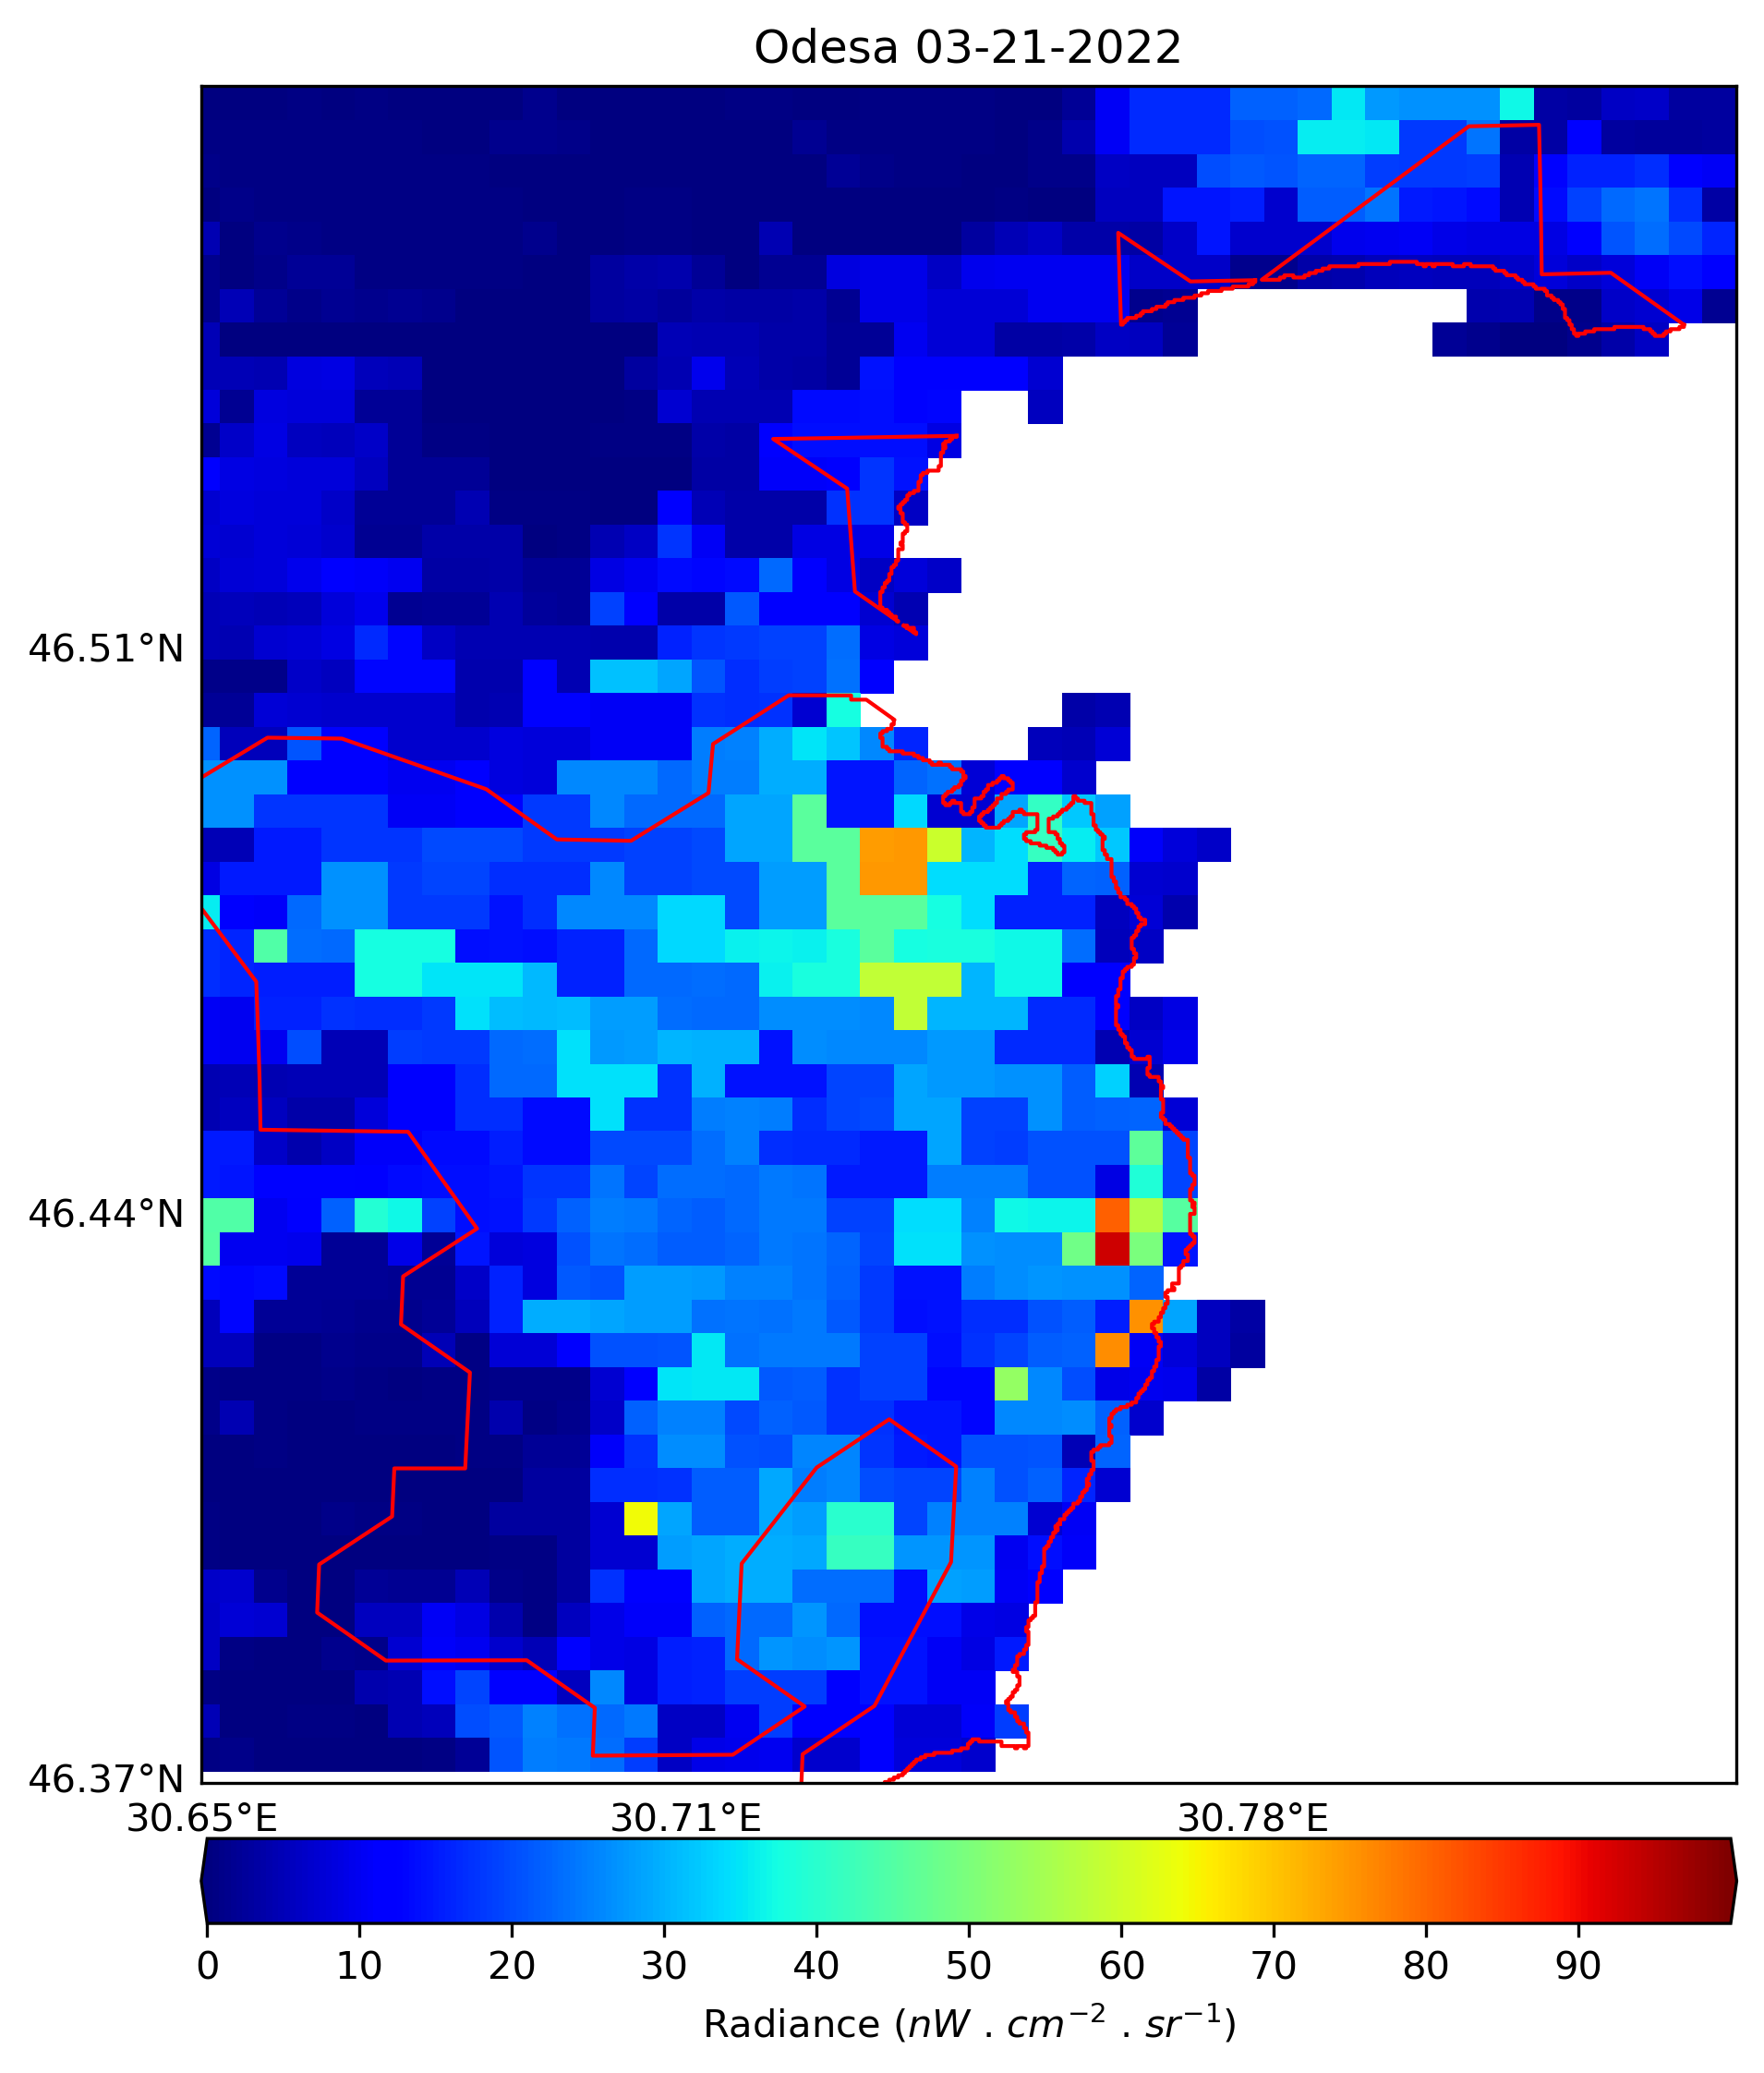 Odesa 03-21-2022
46.51°N
46.44°N
46.37°N
30.65°E 30.71°E 30.78°E
0 10 20 30 40 50 60 70 80 90
Radiance (nW . cm⁻² . sr⁻¹)